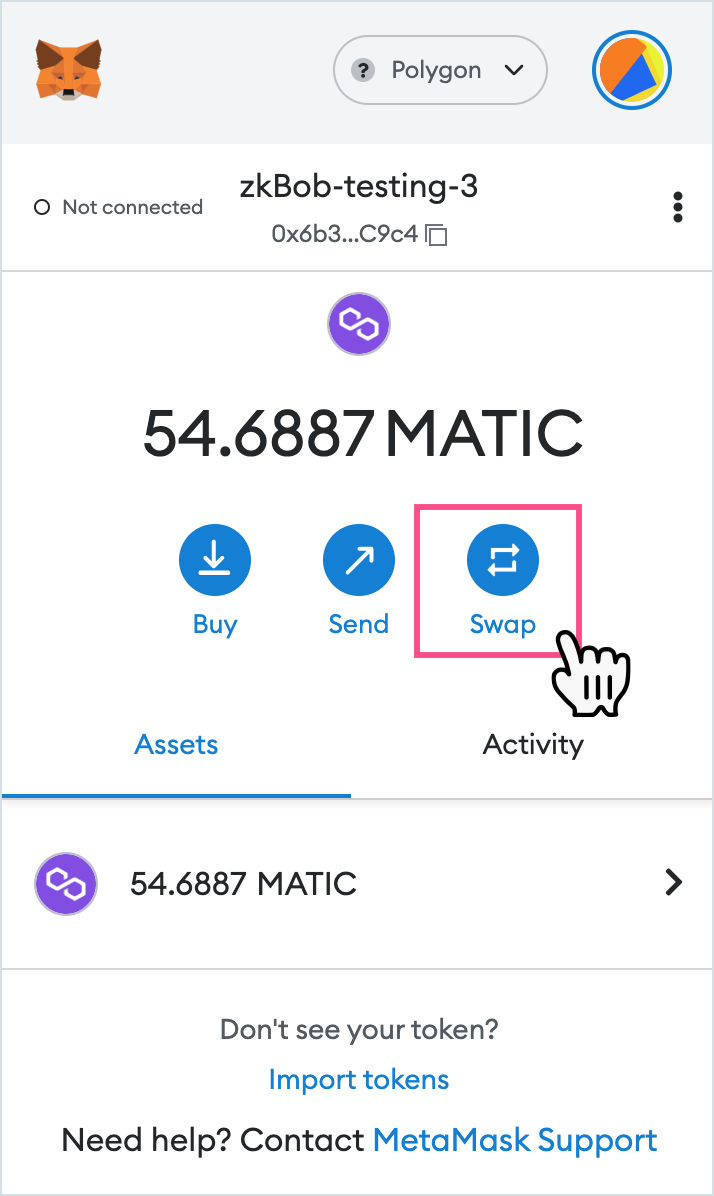 Polygon
zkBob-testing-3
Not connected
0x6b3...C9c4
54.6887 MATIC
Buy Send Swap
Assets Activity
54.6887 MATIC
Don't see your token?
Import tokens
Need help? Contact MetaMask Support